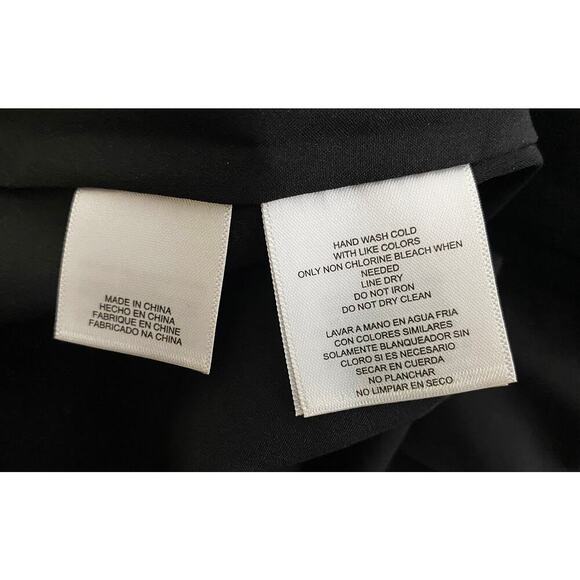 MADE IN CHINA
HECHO EN CHINA
FABRIQUE EN CHINE
FABRICADO NA CHINA
HAND WASH COLD
WITH LIKE COLORS
ONLY NON CHLORINE BLEACH WHEN
NEEDED
LINE DRY
DO NOT IRON
DO NOT DRY CLEAN
LAVAR A MANO EN AGUA FRIA
CON COLORES SIMILARES
SOLAMENTE BLANQUEADOR SIN
CLORO SI ES NECESARIO
SECAR EN CUERDA
NO PLANCHAR
NO LIMPIAR EN SECO